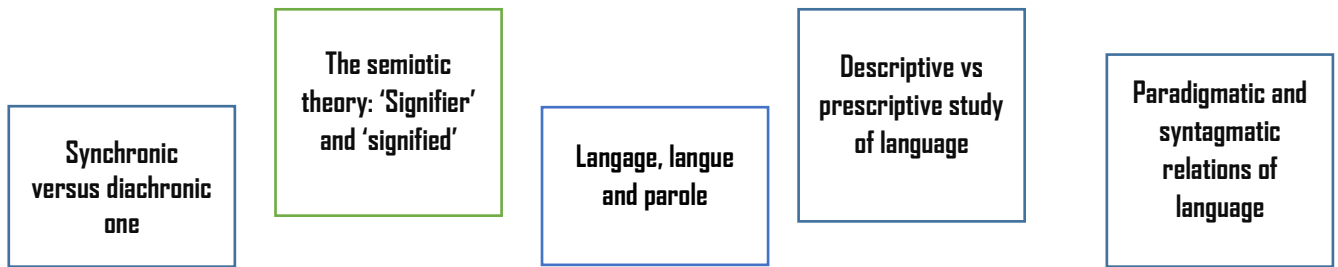 Synchronic
versus diachronic
one
The semiotic
theory: ‘Signifier’
and ‘signified’
Langage, langue
and parole
Descriptive vs
prescriptive study
of language
Paradigmatic and
syntagmatic
relations of
language